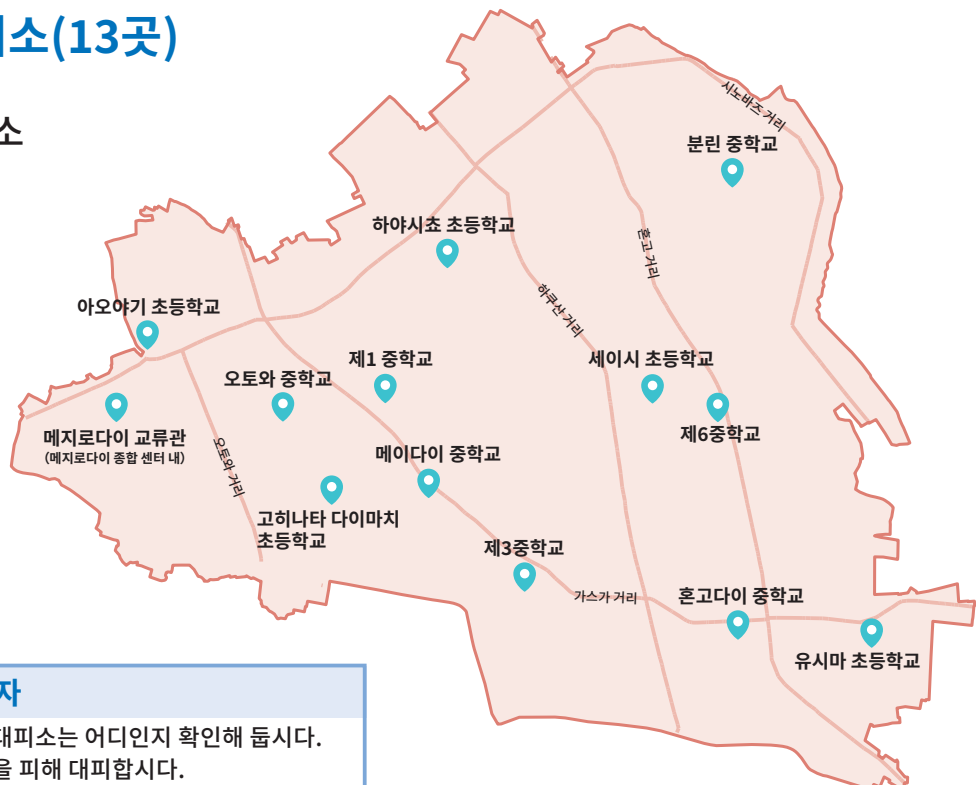 소(13곳)
소
시노바즈 거리
분린 중학교
하야시쵸 초등학교
혼고 거리
하쿠산 거리
아오야기 초등학교
제1 중학교
세이시 초등학교
오토와 중학교
제6중학교
메지로다이 교류관
(메지로다이 종합 센터 내)
오토와 거리
메이다이 중학교
고히나타 다이마치
초등학교
제3중학교
가스가 거리
혼고다이 중학교
유시마 초등학교
자
대피소는 어디인지 확인해 둡시다.
을 피해 대피합시다.